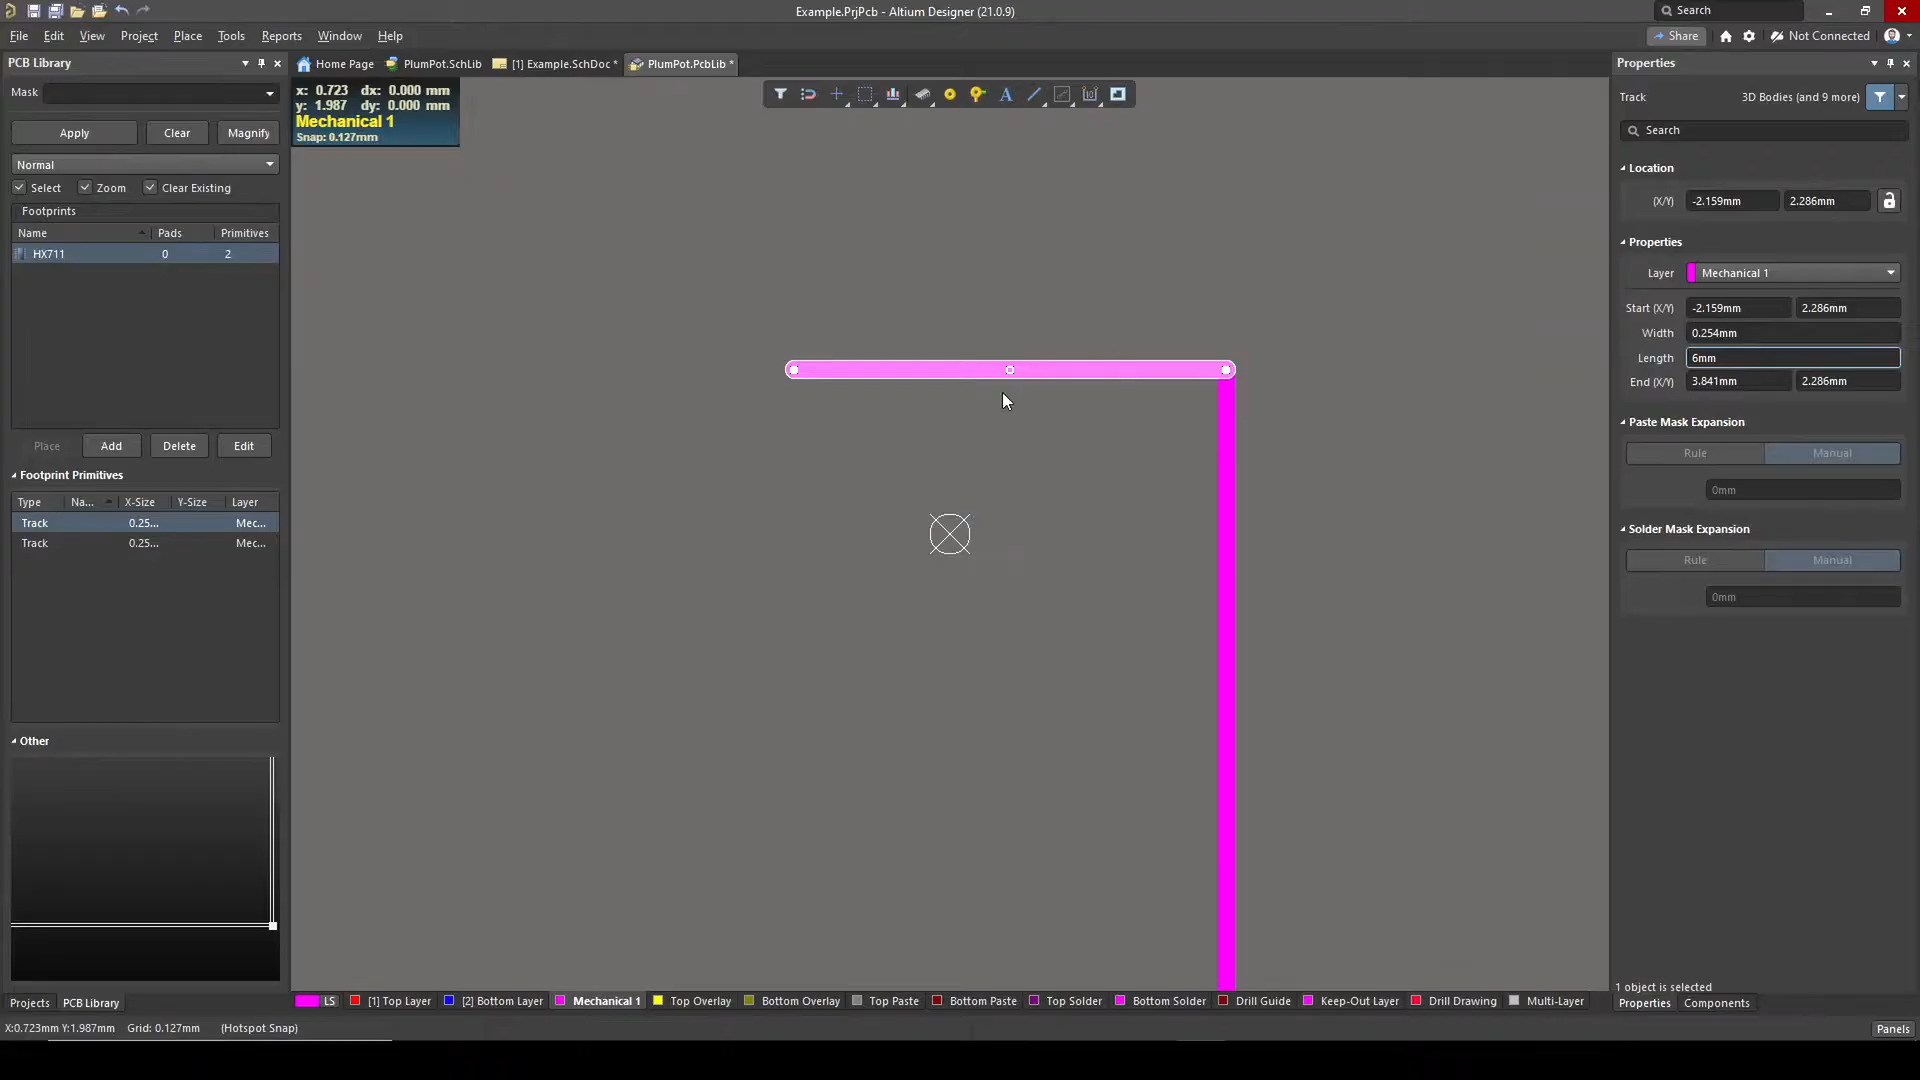 Example.PrjPcb - Altium Designer (21.0.9)
Search
File Edit View Project Place Tools Reports Window Help
Share Not Connected
PCB Library
Home Page PlumPot.SchLib [1] Example.SchDoc * PlumPot.PcbLib *
Properties
Mask
x: 0.723 dx: 0.000 mm
y: 1.987 dy: 0.000 mm
Mechanical 1
Snap: 0.127mm
Track 3D Bodies (and 9 more)
Apply Clear Magnify
Search
Normal
Select Zoom Clear Existing
Location
(X/Y) -2.159mm 2.286mm
Footprints
Name Pads Primitives
HX711 0 2
Properties
Layer Mechanical 1
Start (X/Y) -2.159mm 2.286mm
Width 0.254mm
Length 6mm
End (X/Y) 3.841mm 2.286mm
Paste Mask Expansion
Rule Manual
0mm
Solder Mask Expansion
Rule Manual
0mm
Place Add Delete Edit
Footprint Primitives
Type Na... X-Size Y-Size Layer
Track 0.25... Mec...
Track 0.25... Mec...
Other
1 object is selected
Projects PCB Library
LS [1] Top Layer [2] Bottom Layer Mechanical 1 Top Overlay Bottom Overlay Top Paste Bottom Paste Top Solder Bottom Solder Drill Guide Keep-Out Layer Drill Drawing Multi-Layer
Properties Components
X:0.723mm Y:1.987mm Grid: 0.127mm (Hotspot Snap)
Panels